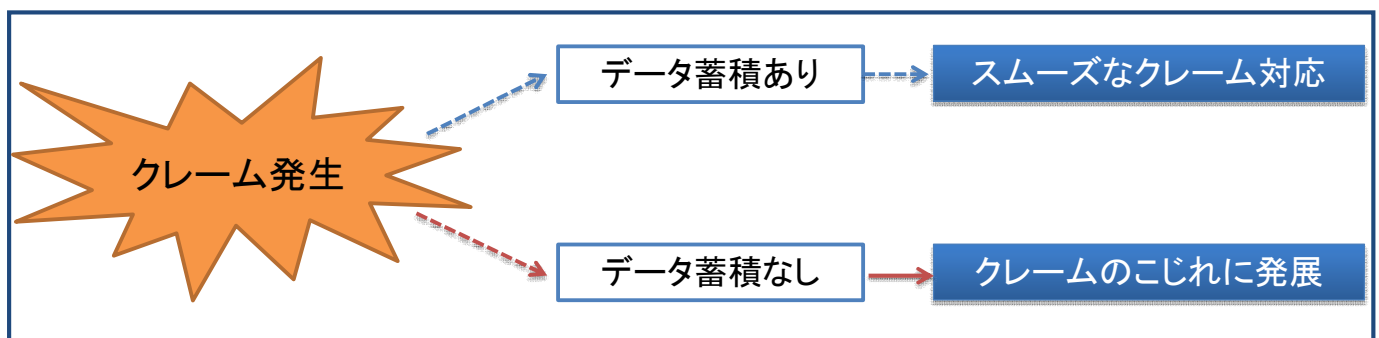 クレーム発生
データ蓄積あり
スムーズなクレーム対応
データ蓄積なし
クレームのこじれに発展